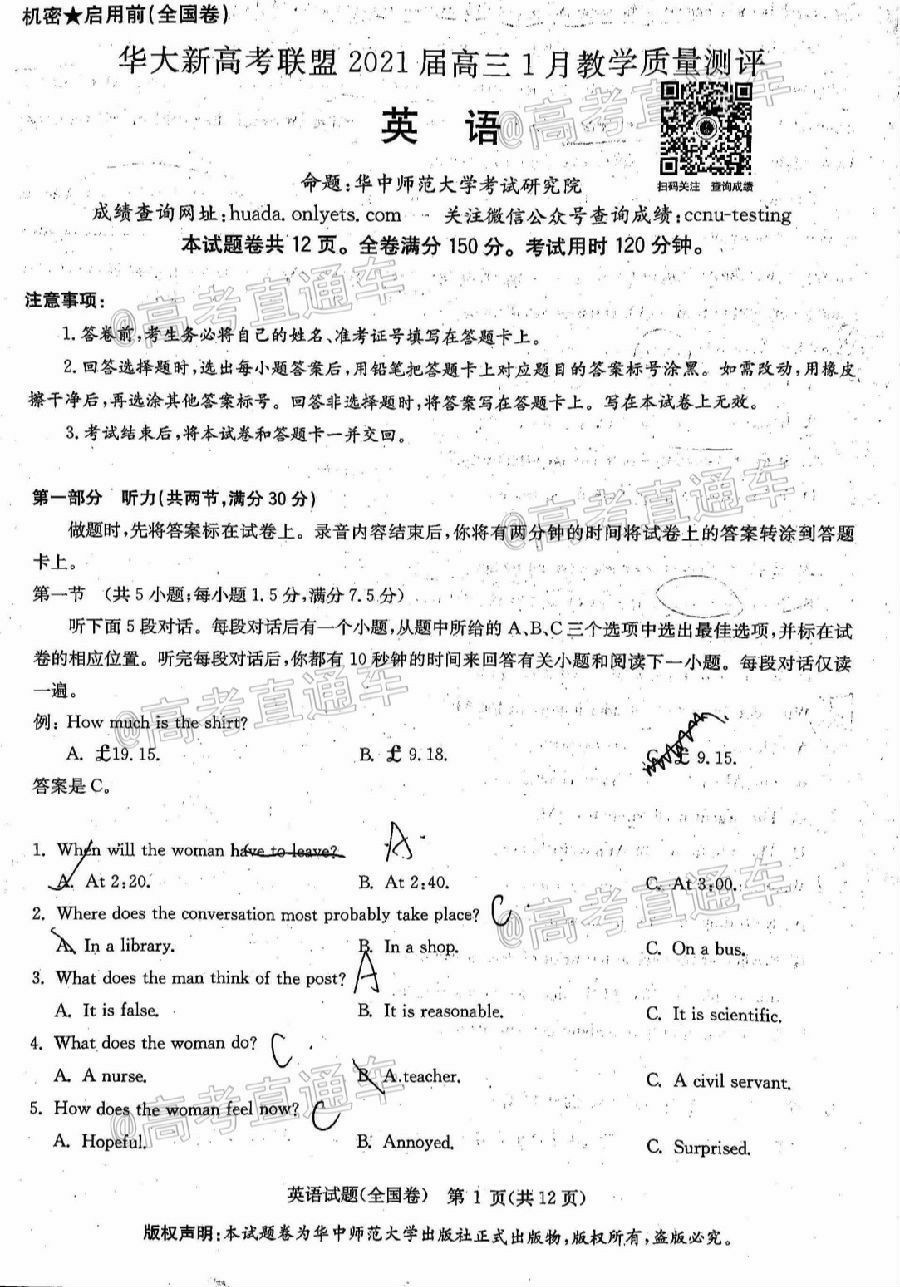 机密★启用前(全国卷)
华大新高考联盟 2021 届高三 1 月教学质量测评
英 语
@高考直通车
扫码关注 查询成绩
命题:华中师范大学考试研究院
成绩查询网址:huada.onlyets.com 关注微信公众号查询成绩:ccnu-testing
本试题卷共 12 页。全卷满分 150 分。考试用时 120 分钟。
@高考直通车
注意事项:
1. 答卷前,考生务必将自己的姓名、准考证号填写在答题卡上。
2. 回答选择题时,选出每小题答案后,用铅笔把答题卡上对应题目的答案标号涂黑。如需改动,用橡皮
擦干净后,再选涂其他答案标号。回答非选择题时,将答案写在答题卡上。写在本试卷上无效。
3. 考试结束后,将本试卷和答题卡一并交回。
第一部分 听力(共两节,满分 30 分)
@高考直通车
做题时,先将答案标在试卷上。录音内容结束后,你将有两分钟的时间将试卷上的答案转涂到答题
卡上。
第一节 (共 5 小题;每小题 1.5 分,满分 7.5 分)
听下面 5 段对话。每段对话后有一个小题,从题中所给的 A、B、C 三个选项中选出最佳选项,并标在试
卷的相应位置。听完每段对话后,你都有 10 秒钟的时间来回答有关小题和阅读下一小题。每段对话仅读
一遍。
@高考直通车
例: How much is the shirt?
A. £19.15. B. £ 9.18. C. £ 9.15.
答案是 C。
1. When will the woman have to leave? A
A. At 2:20. B. At 2:40. C. At 3:00.
@高考直通车
2. Where does the conversation most probably take place? C
A. In a library. B. In a shop. C. On a bus.
3. What does the man think of the post? A
A. It is false. B. It is reasonable. C. It is scientific.
4. What does the woman do? C
A. A nurse. B. A teacher. C. A civil servant.
@高考直通车
5. How does the woman feel now? C
A. Hopeful. B. Annoyed. C. Surprised.
英语试题(全国卷) 第 1 页(共 12 页)
版权声明:本试题卷为华中师范大学出版社正式出版物,版权所有,盗版必究。